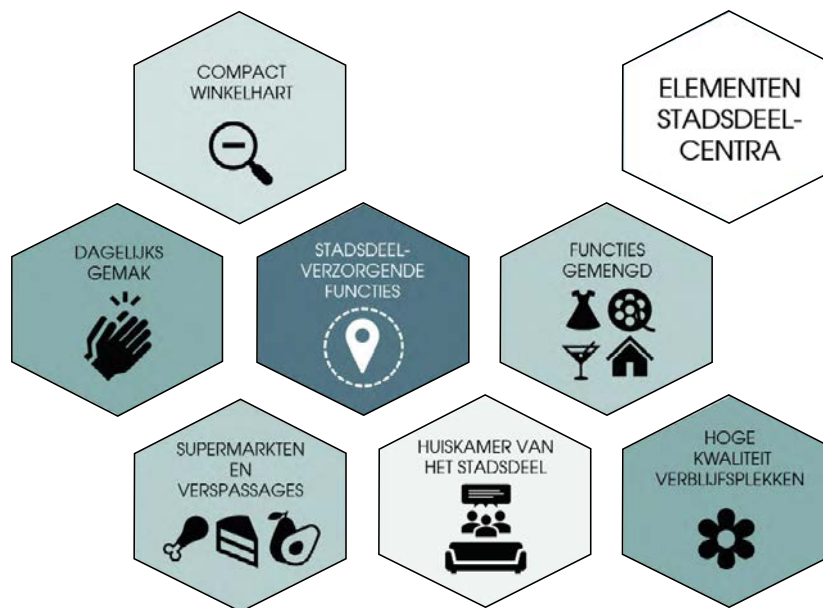 COMPACT
WINKELHART
ELEMENTEN
STADSDEEL-
CENTRA
DAGELIJKS
GEMAK
STADSDEEL-
VERZORGENDE
FUNCTIES
FUNCTIES
GEMENGD
SUPERMARKTEN
EN
VERSPASSAGES
HUISKAMER VAN
HET STADSDEEL
HOGE
KWALITEIT
VERBLIJFSPLEKKEN